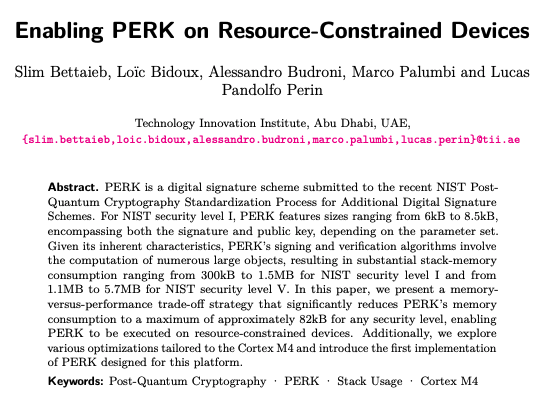 Enabling PERK on Resource-Constrained Devices
Slim Bettaieb, Loïc Bidoux, Alessandro Budroni, Marco Palumbi and Lucas
Pandolfo Perin
Technology Innovation Institute, Abu Dhabi, UAE,
{slim.bettaieb,loic.bidoux,alessandro.budroni,marco.palumbi,lucas.perin}@tii.ae
Abstract. PERK is a digital signature scheme submitted to the recent NIST Post-
Quantum Cryptography Standardization Process for Additional Digital Signature
Schemes. For NIST security level I, PERK features sizes ranging from 6kB to 8.5kB,
encompassing both the signature and public key, depending on the parameter set.
Given its inherent characteristics, PERK's signing and verification algorithms involve
the computation of numerous large objects, resulting in substantial stack-memory
consumption ranging from 300kB to 1.5MB for NIST security level I and from
1.1MB to 5.7MB for NIST security level V. In this paper, we present a memory-
versus-performance trade-off strategy that significantly reduces PERK's memory
consumption to a maximum of approximately 82kB for any security level, enabling
PERK to be executed on resource-constrained devices. Additionally, we explore
various optimizations tailored to the Cortex M4 and introduce the first implementation
of PERK designed for this platform.
Keywords: Post-Quantum Cryptography · PERK · Stack Usage · Cortex M4